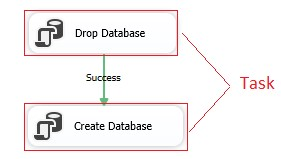 Drop Database
Success
Task
Create Database